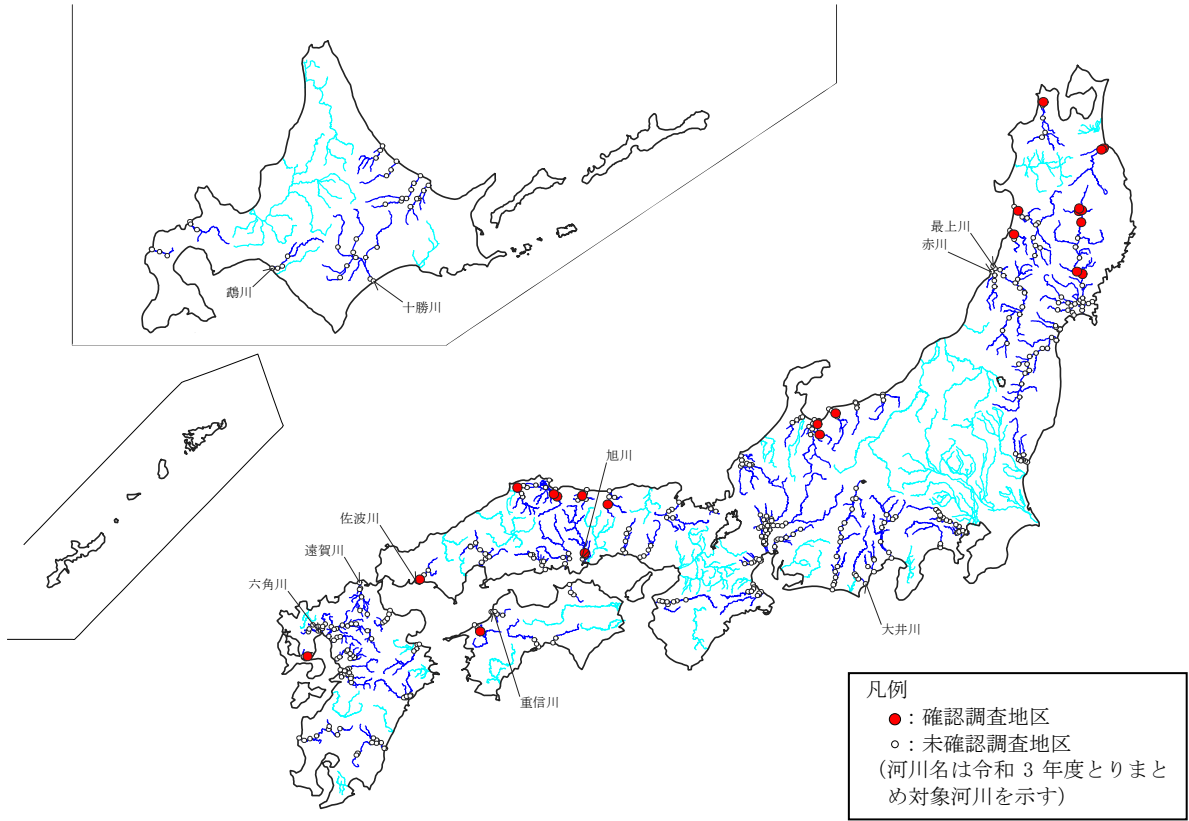 最上川
赤川
鵡川
十勝川
旭川
佐波川
遠賀川
六角川
大井川
重信川
凡例
●：確認調査地区
○：未確認調査地区
(河川名は令和 3 年度とりまと
め対象河川を示す)